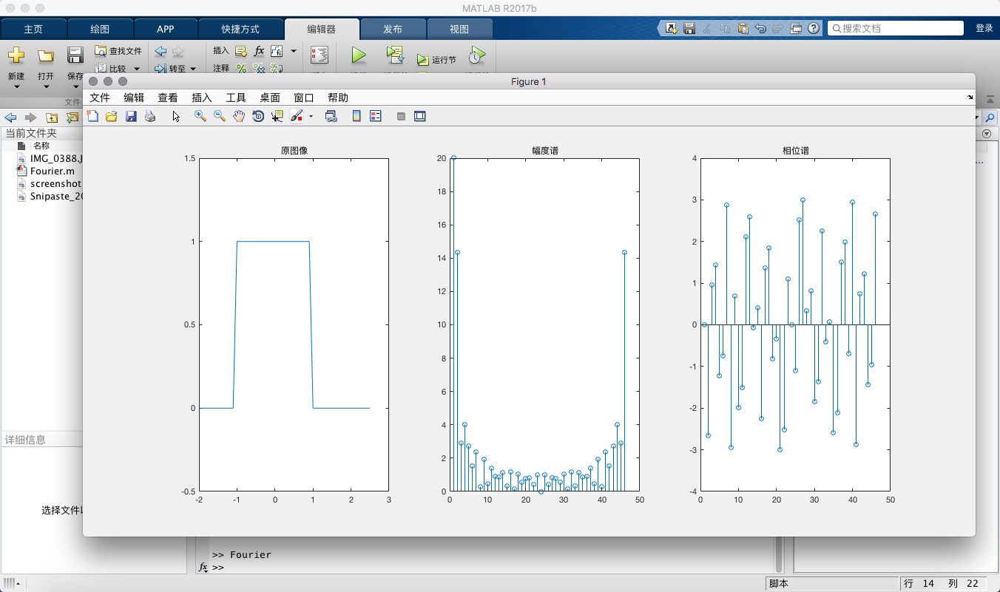 MATLAB R2017b
主页 绘图 APP 快捷方式 编辑器 发布 视图 搜索文档 登录
新建 打开 保存 查找文件 比较 插入 fx 注释 转至 运行节
文件
Figure 1
文件 编辑 查看 插入 工具 桌面 窗口 帮助
当前文件夹
名称
IMG_0388.J
Fourier.m
screenshot
Snipaste_20
原图像
1.5
1
0.5
0
-0.5
-2 -1 0 1 2 3
幅度谱
20
18
16
14
12
10
8
6
4
2
0
0 10 20 30 40 50
相位谱
4
3
2
1
0
-1
-2
-3
-4
0 10 20 30 40 50
详细信息
选择文件以
>> Fourier
fx >>
脚本 行 14 列 22